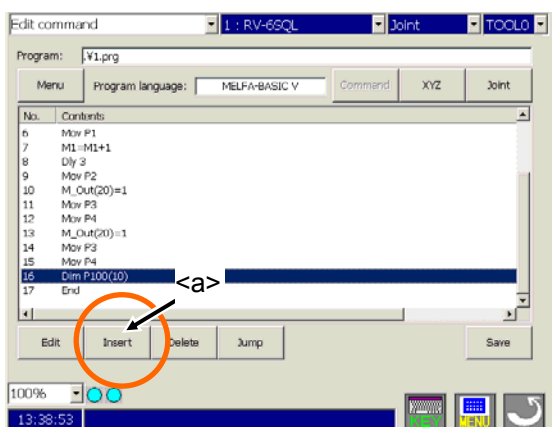 Edit command 1 : RV-6SQL Joint TOOL0
Program: .¥1.prg
Menu Program language: MELFA-BASIC V Command XYZ Joint
No. Contents
6 Mov P1
7 M1=M1+1
8 Dly 3
9 Mov P2
10 M_Out(20)=1
11 Mov P3
12 Mov P4
13 M_Out(20)=1
14 Mov P3
15 Mov P4
16 Dim P100(10)
17 End
<a>
Edit Insert Delete Jump Save
100%
KEY MENU
13:38:53